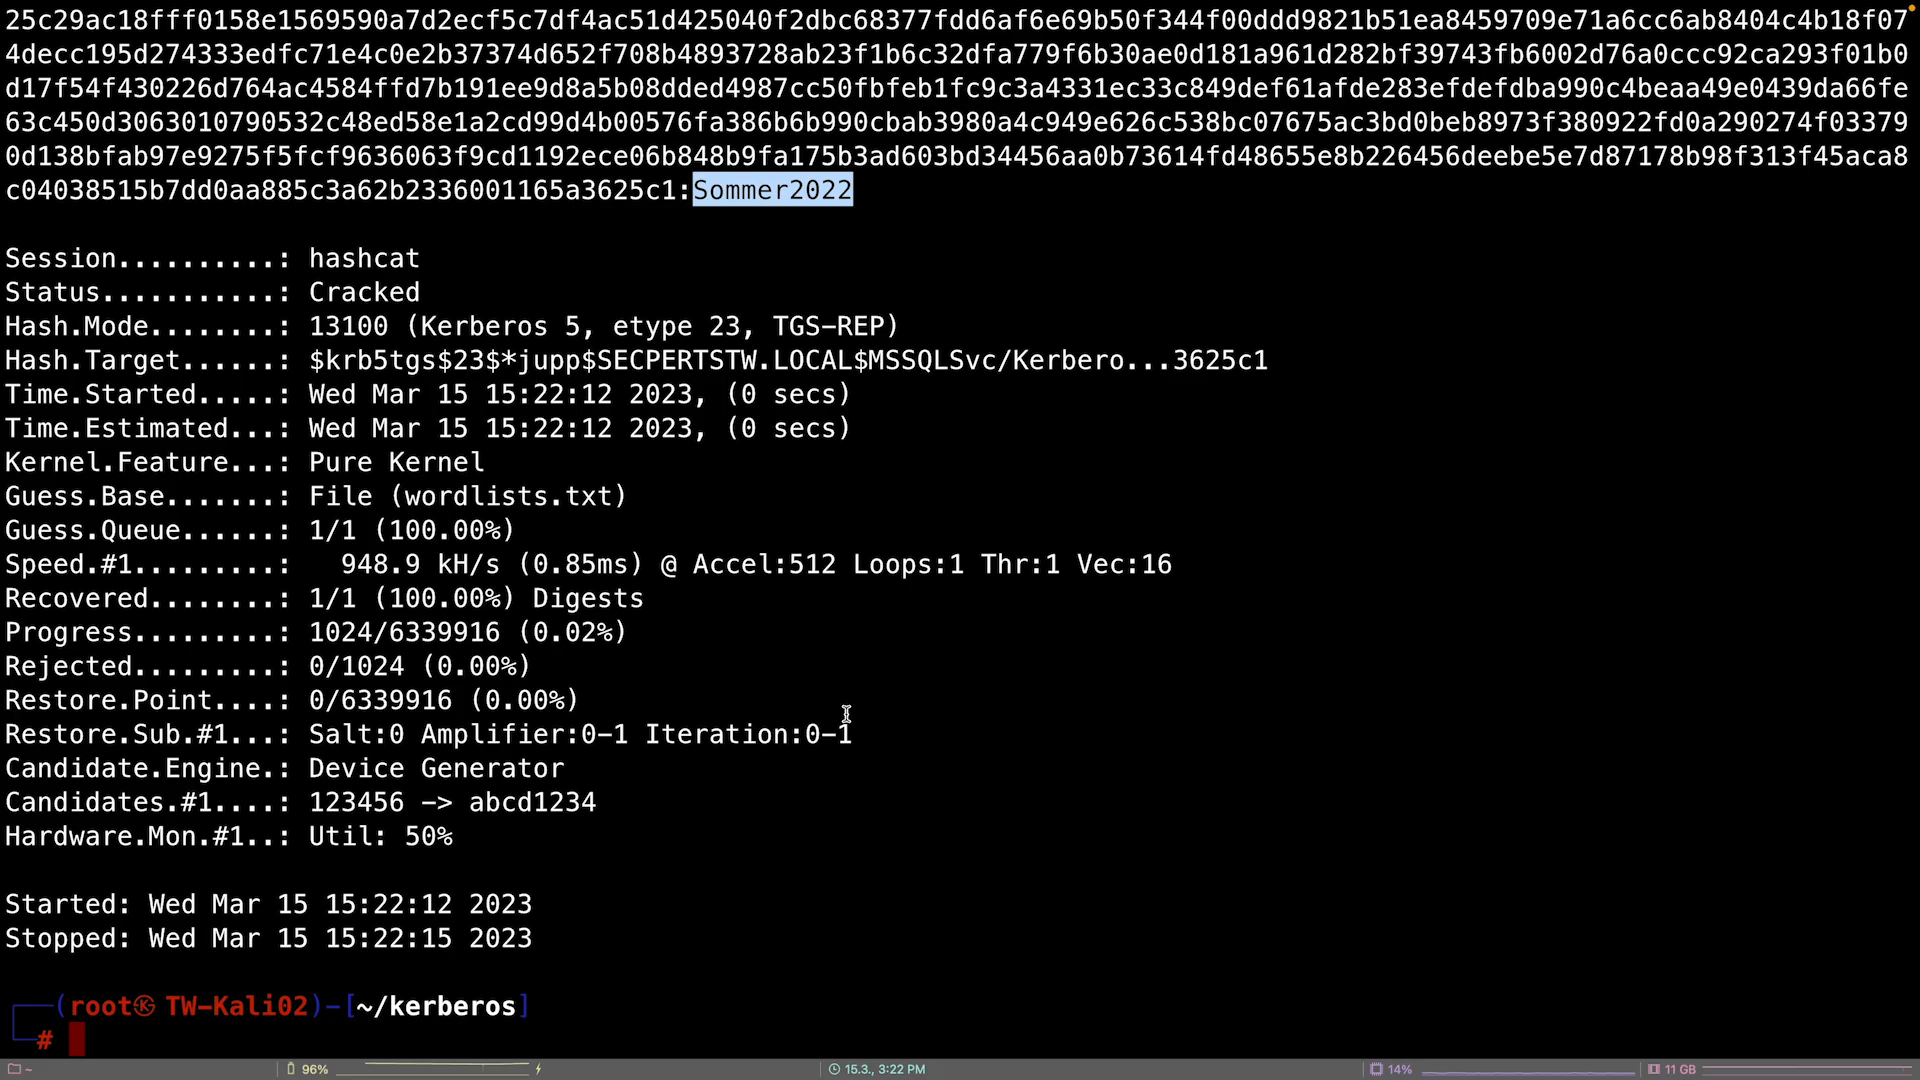 25c29ac18fff0158e1569590a7d2ecf5c7df4ac51d425040f2dbc68377fdd6af6e69b50f344f00ddd9821b51ea8459709e71a6cc6ab8404c4b18f07
4decc195d274333edfc71e4c0e2b37374d652f708b4893728ab23f1b6c32dfa779f6b30ae0d181a961d282bf39743fb6002d76a0ccc92ca293f01b0
d17f54f430226d764ac4584ffd7b191ee9d8a5b08dded4987cc50fbfeb1fc9c3a4331ec33c849def61afde283efdefdba990c4beaa49e0439da66fe
63c450d3063010790532c48ed58e1a2cd99d4b00576fa386b6b990cbab3980a4c949e626c538bc07675ac3bd0beb8973f380922fd0a290274f03379
0d138bfab97e9275f5fcf9636063f9cd1192ece06b848b9fa175b3ad603bd34456aa0b73614fd48655e8b226456deebe5e7d87178b98f313f45aca8
c04038515b7dd0aa885c3a62b2336001165a3625c1:Sommer2022
Session..........: hashcat
Status...........: Cracked
Hash.Mode........: 13100 (Kerberos 5, etype 23, TGS-REP)
Hash.Target......: $krb5tgs$23$*jupp$SECPERTSTW.LOCAL$MSSQLSvc/Kerbero...3625c1
Time.Started.....: Wed Mar 15 15:22:12 2023, (0 secs)
Time.Estimated...: Wed Mar 15 15:22:12 2023, (0 secs)
Kernel.Feature...: Pure Kernel
Guess.Base.......: File (wordlists.txt)
Guess.Queue......: 1/1 (100.00%)
Speed.#1.........:   948.9 kH/s (0.85ms) @ Accel:512 Loops:1 Thr:1 Vec:16
Recovered........: 1/1 (100.00%) Digests
Progress.........: 1024/6339916 (0.02%)
Rejected.........: 0/1024 (0.00%)
Restore.Point....: 0/6339916 (0.00%)
Restore.Sub.#1...: Salt:0 Amplifier:0-1 Iteration:0-1
Candidate.Engine.: Device Generator
Candidates.#1....: 123456 -> abcd1234
Hardware.Mon.#1..: Util: 50%
Started: Wed Mar 15 15:22:12 2023
Stopped: Wed Mar 15 15:22:15 2023
(root㉿TW-Kali02)-[~/kerberos]
#
~ 96% 15.3., 3:22 PM 14% 11 GB